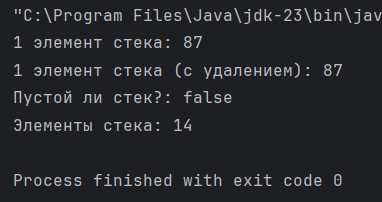 "C:\Program Files\Java\jdk-23\bin\jav
1 элемент стека: 87
1 элемент стека (с удалением): 87
Пустой ли стек?: false
Элементы стека: 14
Process finished with exit code 0